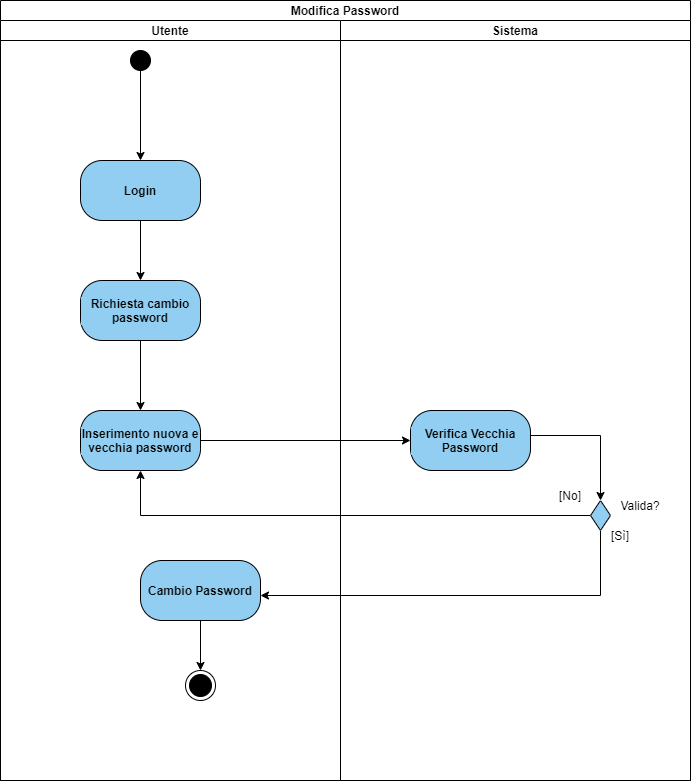 Modifica Password
Utente
Sistema
Login
Richiesta cambio
password
Inserimento nuova e
vecchia password
Verifica Vecchia
Password
[No]
Valida?
[Sì]
Cambio Password